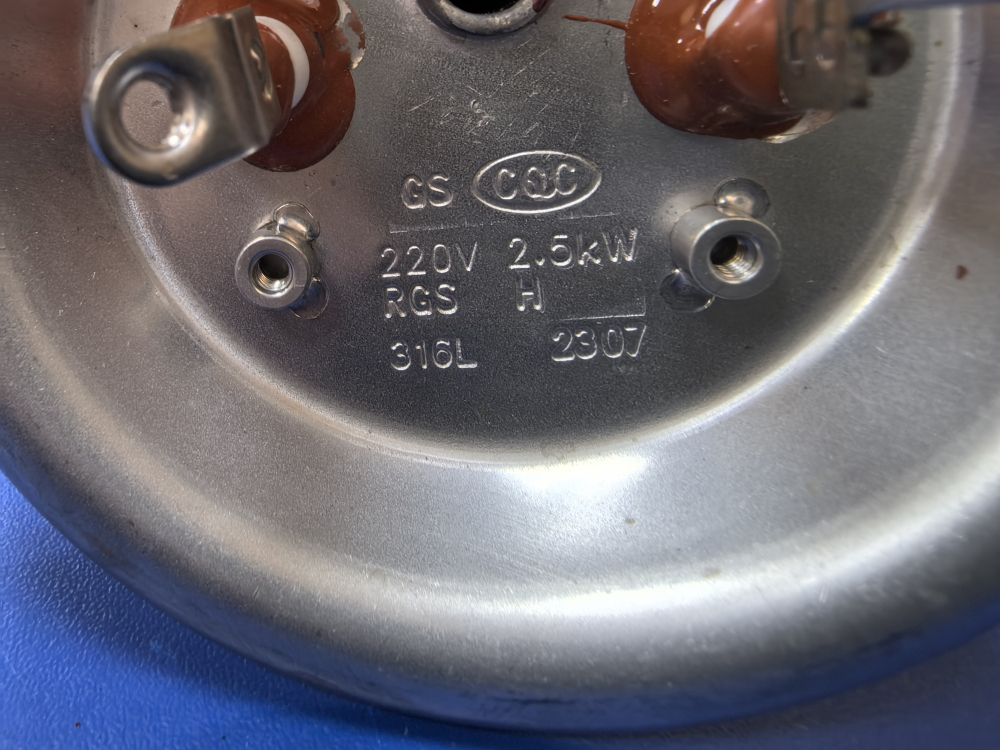 GS CQC
220V 2.5kW
RGS H
316L 2307